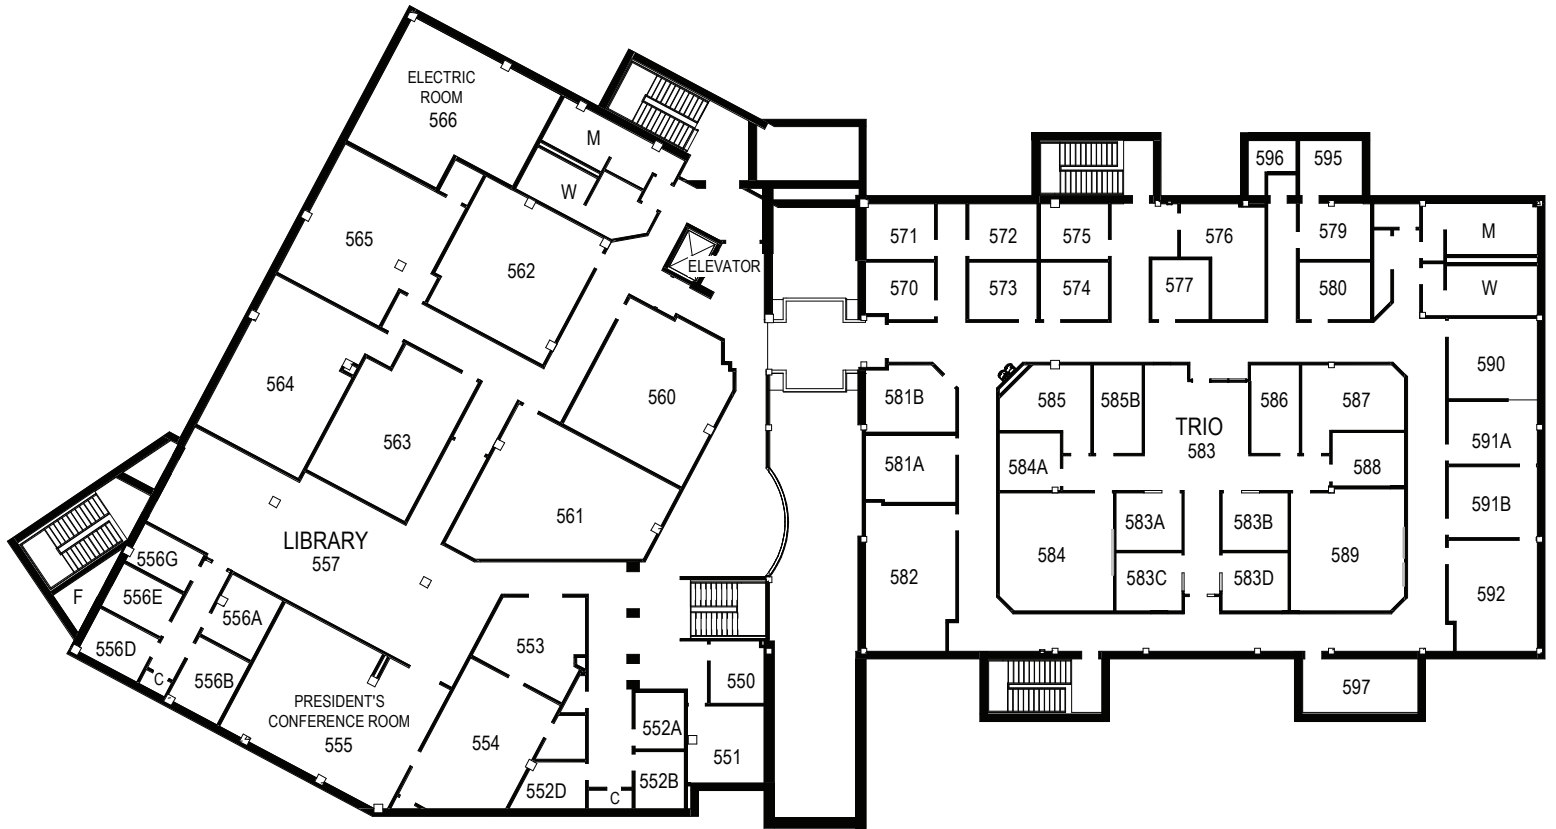 ELECTRIC
ROOM
566
M
W
565
562
ELEVATOR
564
563
560
561
LIBRARY
557
556G
556E
556A
556D
556B
F
C
PRESIDENT'S
CONFERENCE ROOM
555
553
554
550
552A
551
552B
552D
C
596
595
571
572
575
576
579
M
570
573
574
577
580
W
590
581B
585
585B
586
587
TRIO
583
591A
581A
584A
588
591B
583A
583B
584
589
582
583C
583D
592
597